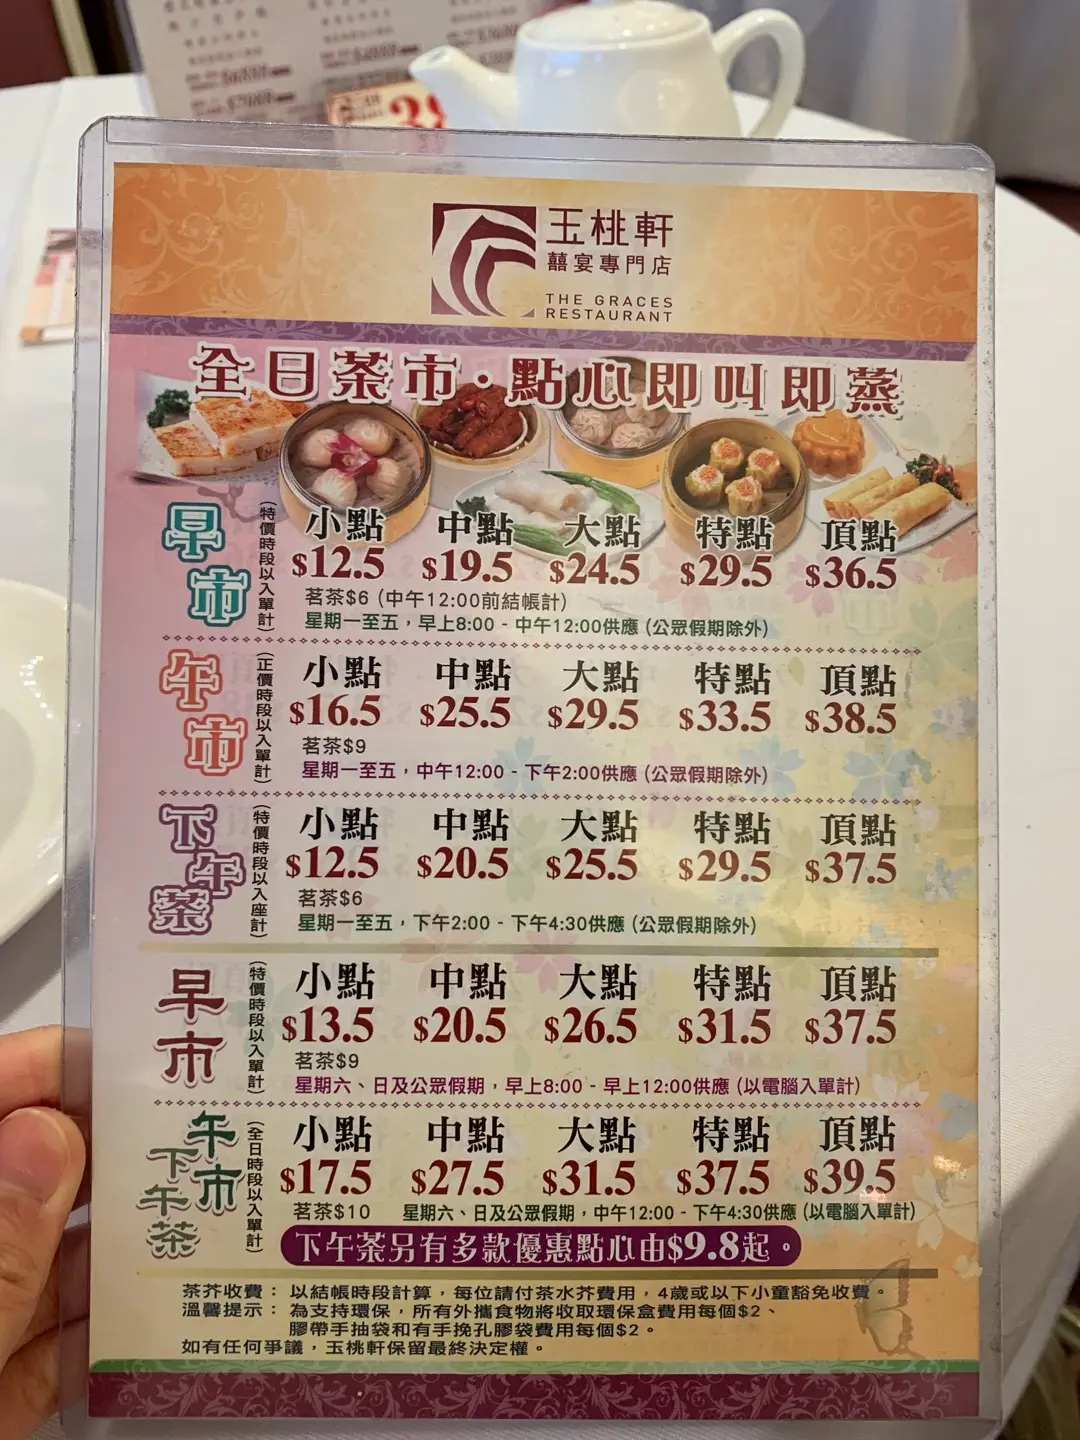 玉桃軒
囍宴專門店
THE GRACES
RESTAURANT
全日茶市·點心即叫即蒸
早市
(特價時段以入單計)
小點 中點 大點 特點 頂點
$12.5 $19.5 $24.5 $29.5 $36.5
茗茶$6 (中午12:00前結帳計)
星期一至五，早上8:00 - 中午12:00供應 (公眾假期除外)
午市
(正價時段以入單計)
小點 中點 大點 特點 頂點
$16.5 $25.5 $29.5 $33.5 $38.5
茗茶$9
星期一至五，中午12:00 - 下午2:00供應 (公眾假期除外)
下午茶
(特價時段以入座計)
小點 中點 大點 特點 頂點
$12.5 $20.5 $25.5 $29.5 $37.5
茗茶$6
星期一至五，下午2:00 - 下午4:30供應 (公眾假期除外)
早市
(特價時段以入單計)
小點 中點 大點 特點 頂點
$13.5 $20.5 $26.5 $31.5 $37.5
茗茶$9
星期六、日及公眾假期，早上8:00 - 早上12:00供應 (以電腦入單計)
午市
下午茶
(全日時段以入單計)
小點 中點 大點 特點 頂點
$17.5 $27.5 $31.5 $37.5 $39.5
茗茶$10 星期六、日及公眾假期，中午12:00 - 下午4:30供應 (以電腦入單計)
下午茶另有多款優惠點心由$9.8起。
茶芥收費： 以結帳時段計算，每位請付茶水芥費用，4歲或以下小童豁免收費。
溫馨提示： 為支持環保，所有外攜食物將收取環保盒費用每個$2、
膠帶手抽袋和有手挽孔膠袋費用每個$2。
如有任何爭議，玉桃軒保留最終決定權。